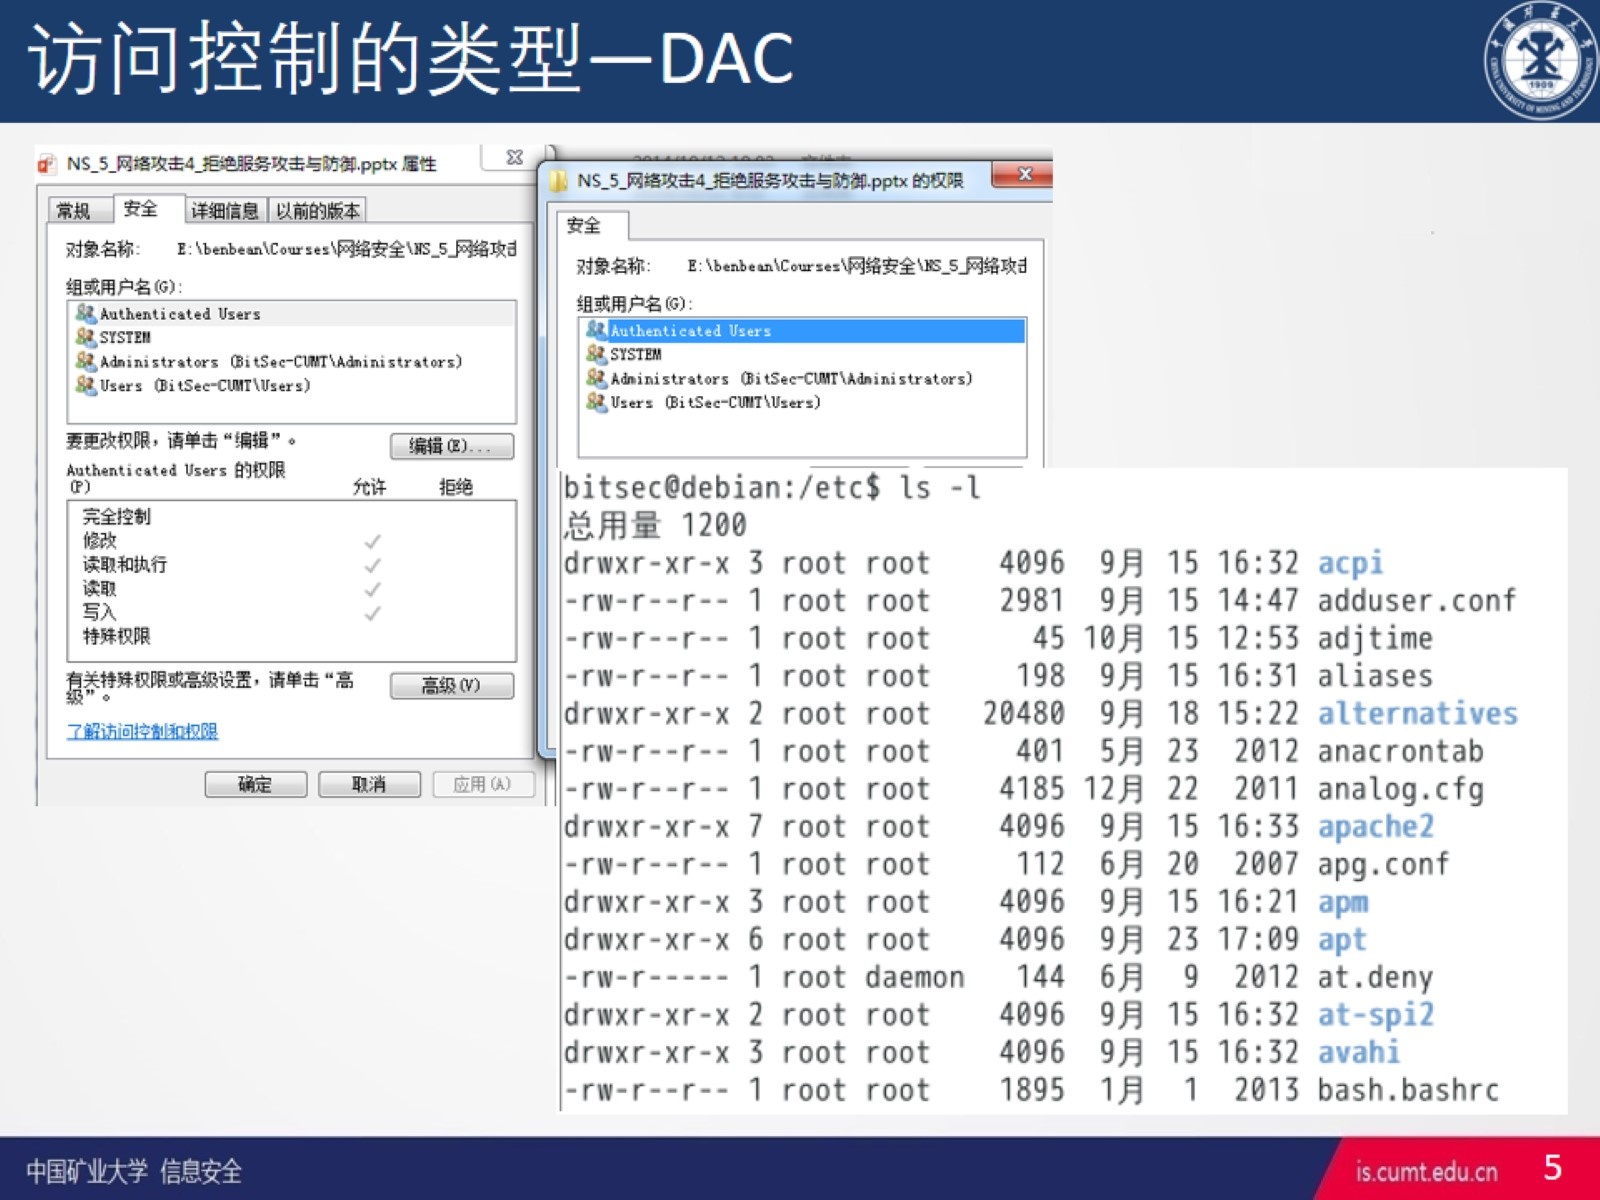 访问控制的类型—DAC
NS_5_网络攻击4_拒绝服务攻击与防御.pptx 属性
常规 安全 详细信息 以前的版本
对象名称: E:\benbean\Courses\网络安全\NS_5_网络攻击
组或用户名(G):
Authenticated Users
SYSTEM
Administrators (BitSec-CUMT\Administrators)
Users (BitSec-CUMT\Users)
要更改权限，请单击“编辑”。
编辑(E)...
Authenticated Users 的权限
(P) 允许 拒绝
完全控制
修改
读取和执行
读取
写入
特殊权限
有关特殊权限或高级设置，请单击“高
级”。
高级(V)
了解访问控制和权限
确定 取消 应用(A)
NS_5_网络攻击4_拒绝服务攻击与防御.pptx 的权限
安全
对象名称: E:\benbean\Courses\网络安全\NS_5_网络攻击
组或用户名(G):
Authenticated Users
SYSTEM
Administrators (BitSec-CUMT\Administrators)
Users (BitSec-CUMT\Users)
bitsec@debian:/etc$ ls -l
总用量 1200
drwxr-xr-x 3 root root 4096 9月 15 16:32 acpi
-rw-r--r-- 1 root root 2981 9月 15 14:47 adduser.conf
-rw-r--r-- 1 root root 45 10月 15 12:53 adjtime
-rw-r--r-- 1 root root 198 9月 15 16:31 aliases
drwxr-xr-x 2 root root 20480 9月 18 15:22 alternatives
-rw-r--r-- 1 root root 401 5月 23 2012 anacrontab
-rw-r--r-- 1 root root 4185 12月 22 2011 analog.cfg
drwxr-xr-x 7 root root 4096 9月 15 16:33 apache2
-rw-r--r-- 1 root root 112 6月 20 2007 apg.conf
drwxr-xr-x 3 root root 4096 9月 15 16:21 apm
drwxr-xr-x 6 root root 4096 9月 23 17:09 apt
-rw-r----- 1 root daemon 144 6月 9 2012 at.deny
drwxr-xr-x 2 root root 4096 9月 15 16:32 at-spi2
drwxr-xr-x 3 root root 4096 9月 15 16:32 avahi
-rw-r--r-- 1 root root 1895 1月 1 2013 bash.bashrc
中国矿业大学 信息安全
is.cumt.edu.cn 5